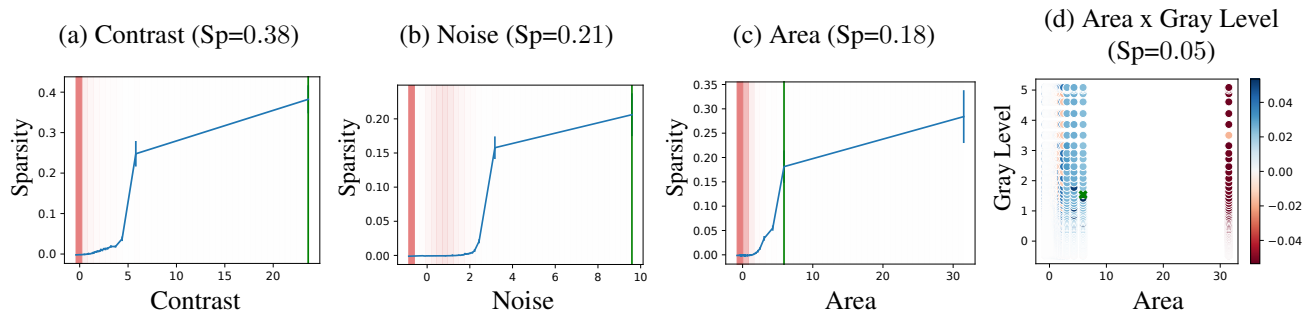 (a) Contrast (Sp=0.38)
Sparsity
0.4
0.3
0.2
0.1
0.0
0 5 10 15 20
Contrast
(b) Noise (Sp=0.21)
Sparsity
0.20
0.15
0.10
0.05
0.00
0 2 4 6 8 10
Noise
(c) Area (Sp=0.18)
Sparsity
0.35
0.30
0.25
0.20
0.15
0.10
0.05
0.00
0 10 20 30
Area
(d) Area x Gray Level
(Sp=0.05)
Gray Level
5
4
3
2
1
0
0 10 20 30
Area
0.04
0.02
0.00
−0.02
−0.04